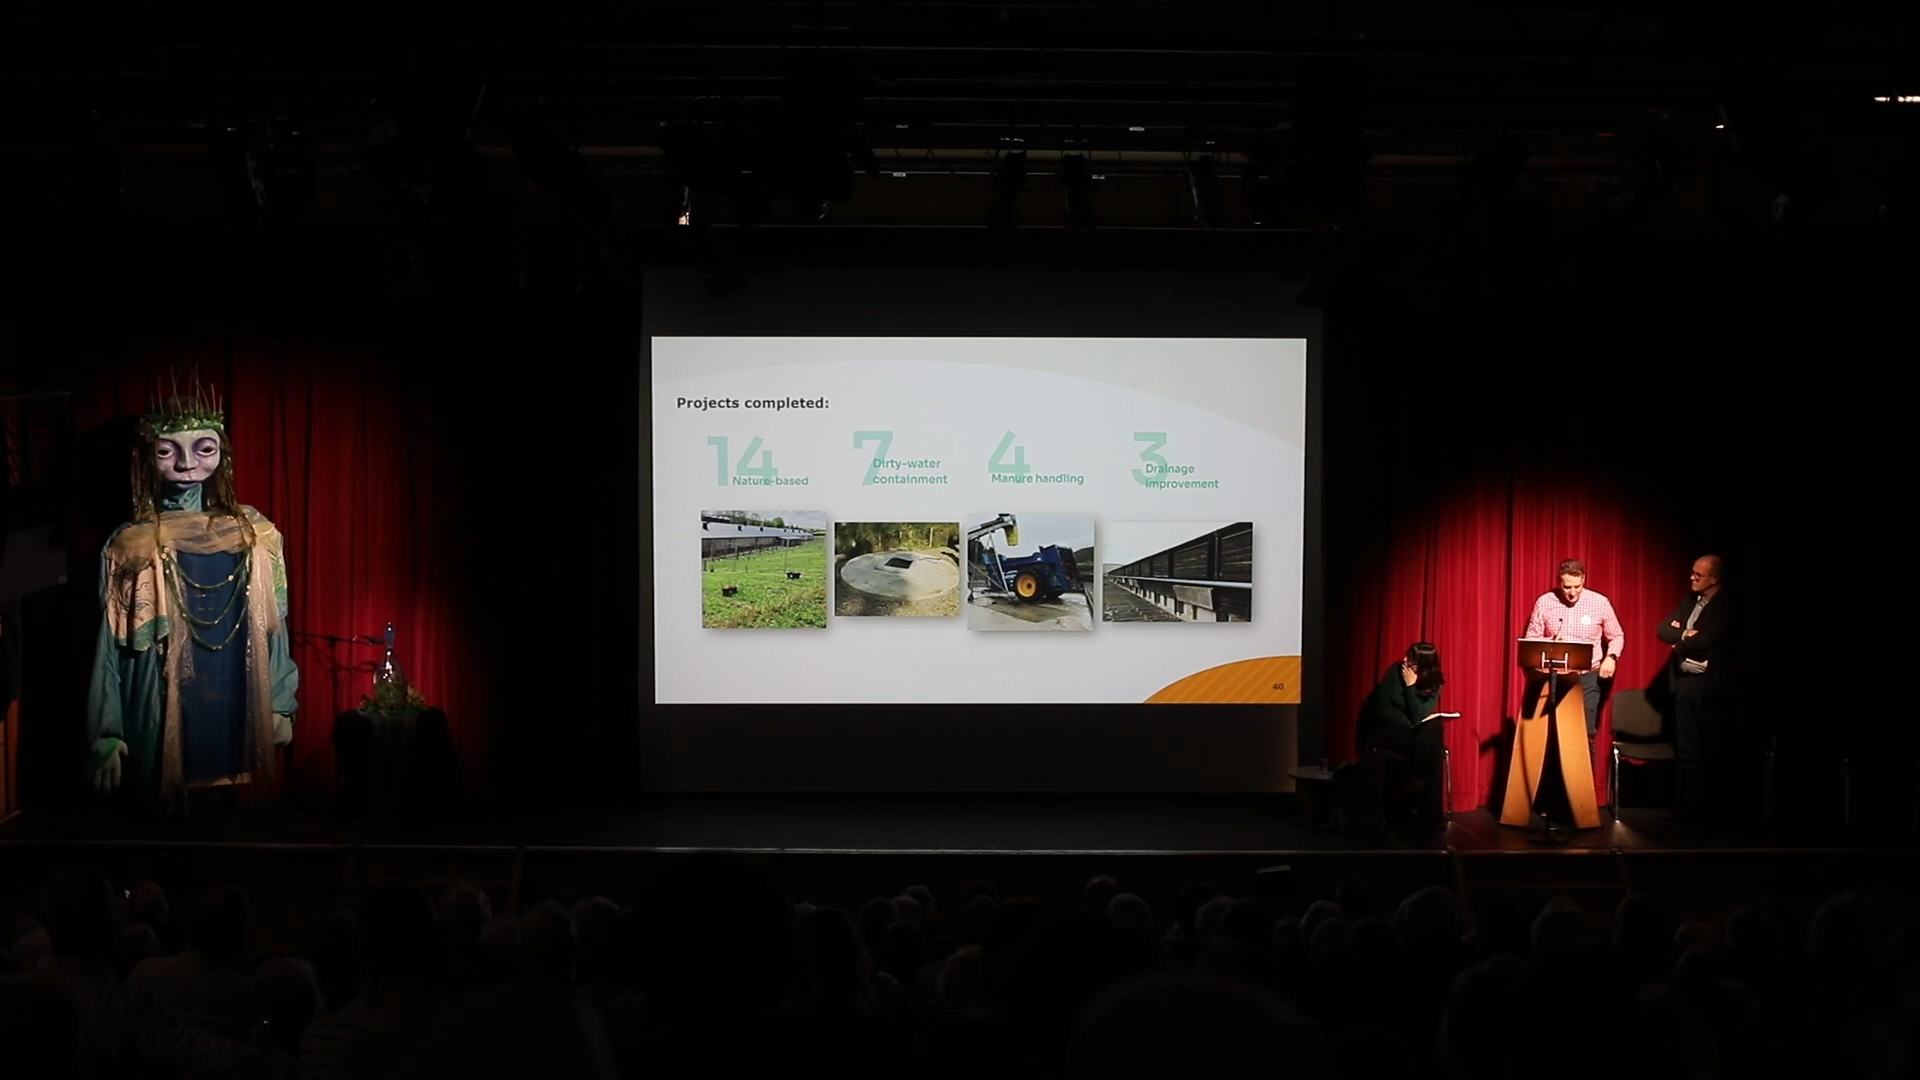 Projects completed:
14 Nature-based
7 Dirty-water
containment
4 Manure handling
3 Drainage
improvement
40